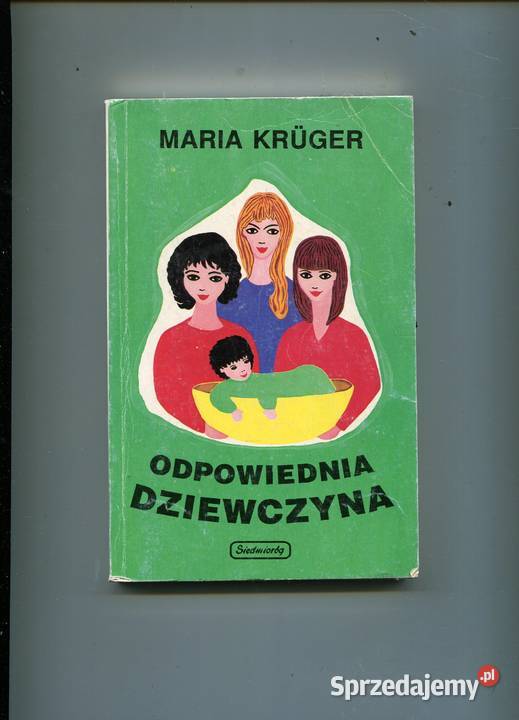 MARIA KRÜGER
ODPOWIEDNIA
DZIEWCZYNA
Siedmioróg
Sprzedajemy.pl